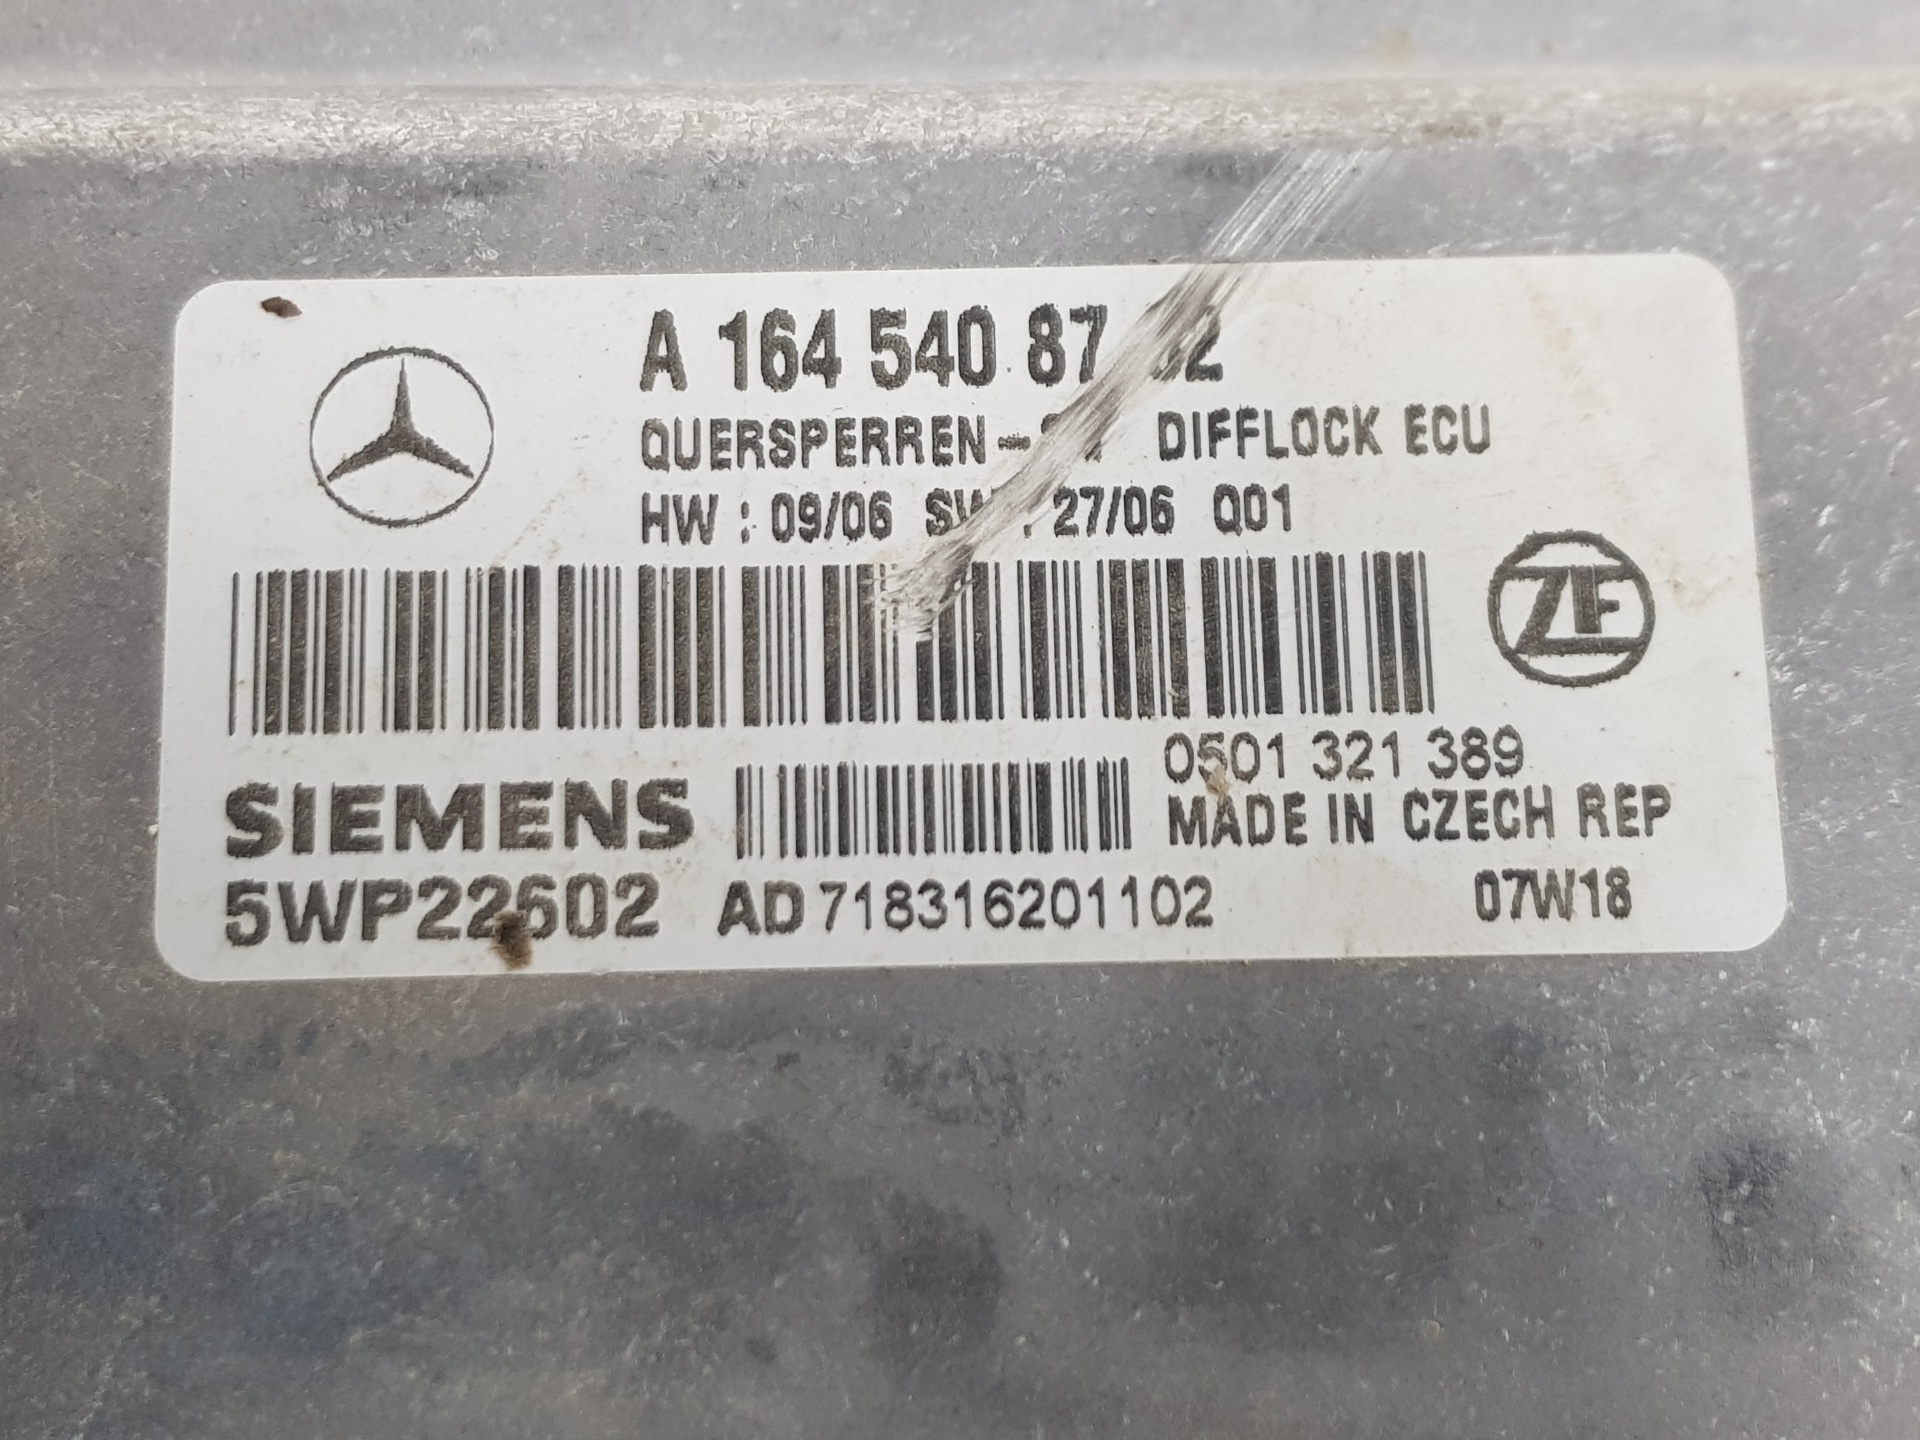 A 164 540 87
QUERSPERREN- DIFFLOCK ECU
HW : 09/06 SW : 27/06 Q01
ZF
0501 321 389
SIEMENS
MADE IN CZECH REP
5WP22602 AD 718316201102 07W18